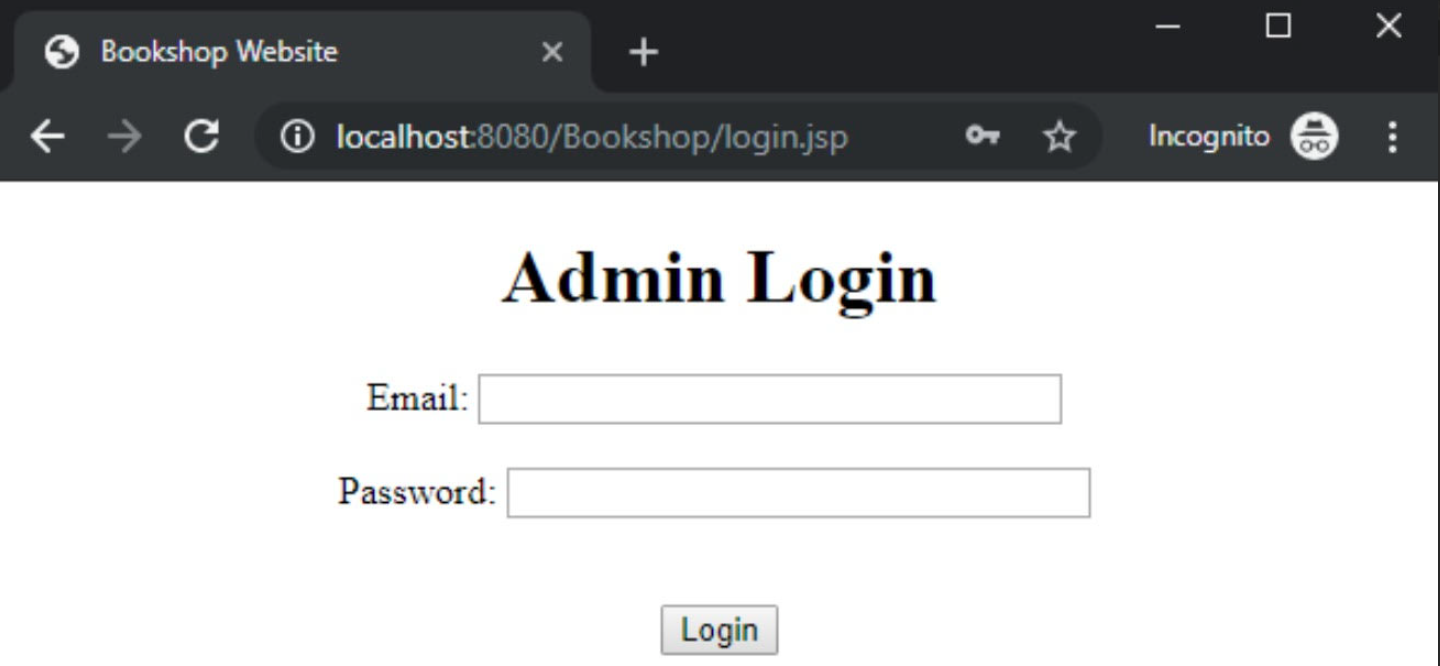 Bookshop Website
localhost:8080/Bookshop/login.jsp
Incognito
Admin Login
Email:
Password:
Login